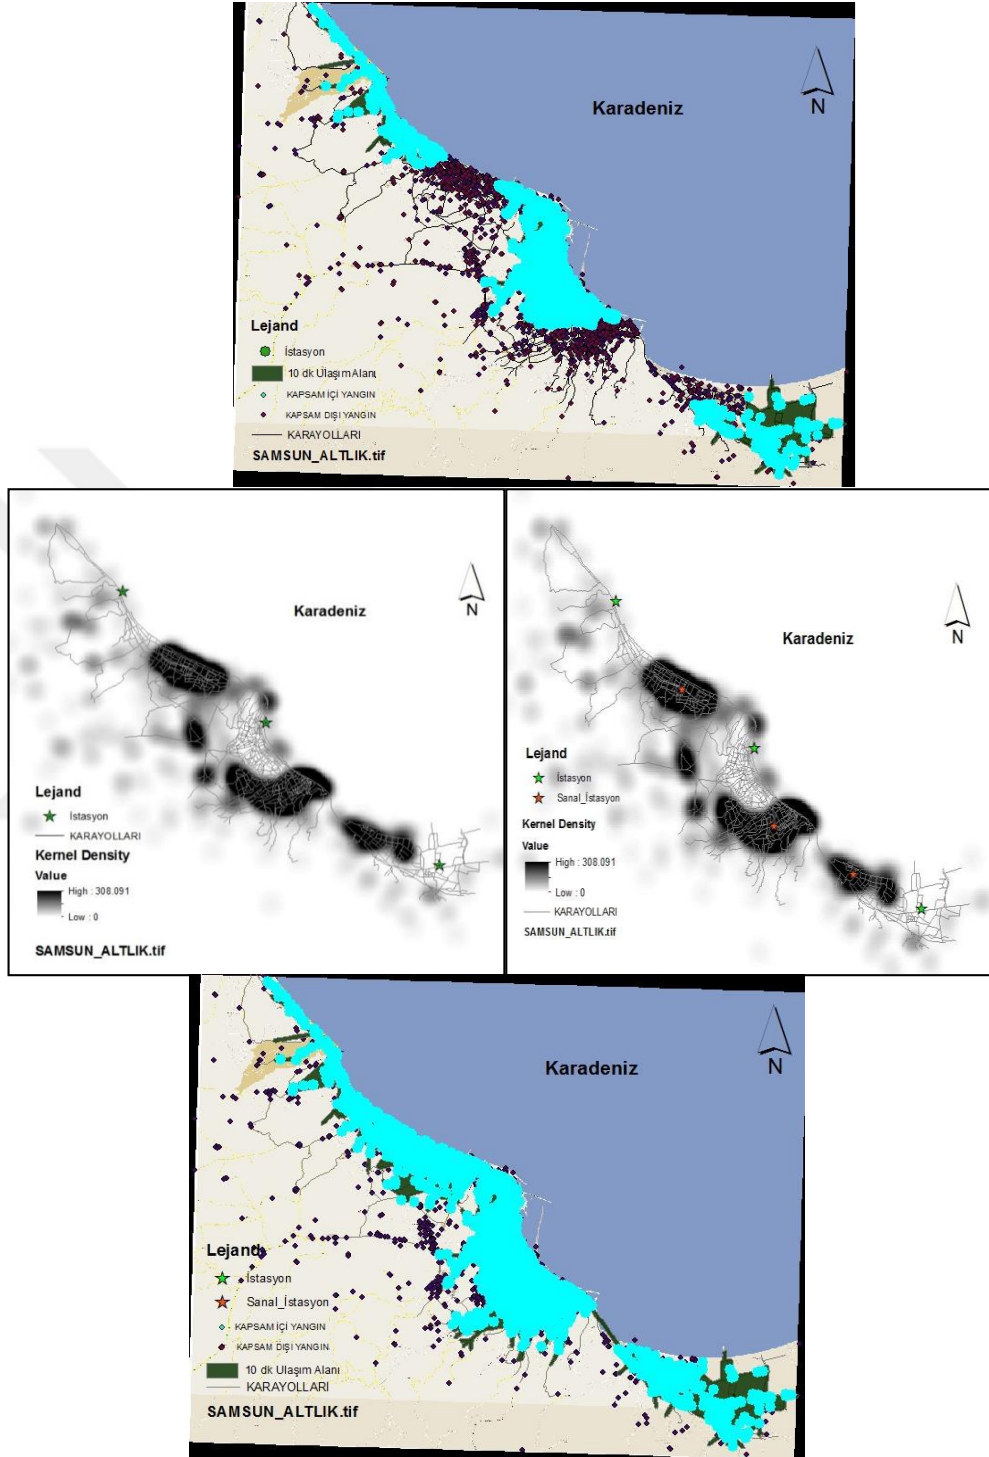 Karadeniz
N
Lejand
İstasyon
10 dk Ulaşım Alanı
KAPSAM İÇİ YANGIN
KAPSAM DIŞI YANGIN
KARAYOLLARI
SAMSUN_ALTLIK.tif
Karadeniz
N
Lejand
İstasyon
KARAYOLLARI
Kernel Density
Value
High : 308.091
Low : 0
SAMSUN_ALTLIK.tif
Karadeniz
N
Lejand
İstasyon
Sanal_İstasyon
Kernel Density
Value
High : 308.091
Low : 0
KARAYOLLARI
SAMSUN_ALTLIK.tif
Karadeniz
N
Lejand
İstasyon
Sanal_İstasyon
KAPSAM İÇİ YANGIN
KAPSAM DIŞI YANGIN
10 dk Ulaşım Alanı
KARAYOLLARI
SAMSUN_ALTLIK.tif